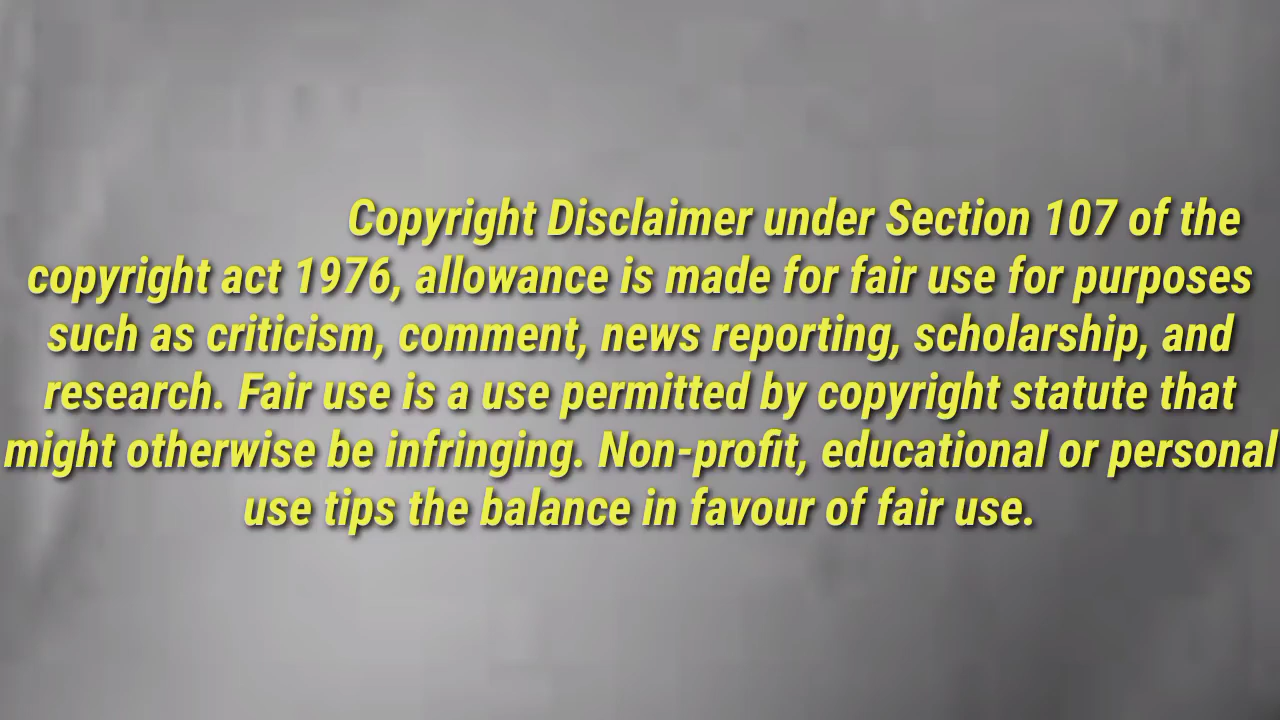 Copyright Disclaimer under Section 107 of the
copyright act 1976, allowance is made for fair use for purposes
such as criticism, comment, news reporting, scholarship, and
research. Fair use is a use permitted by copyright statute that
might otherwise be infringing. Non-profit, educational or personal
use tips the balance in favour of fair use.